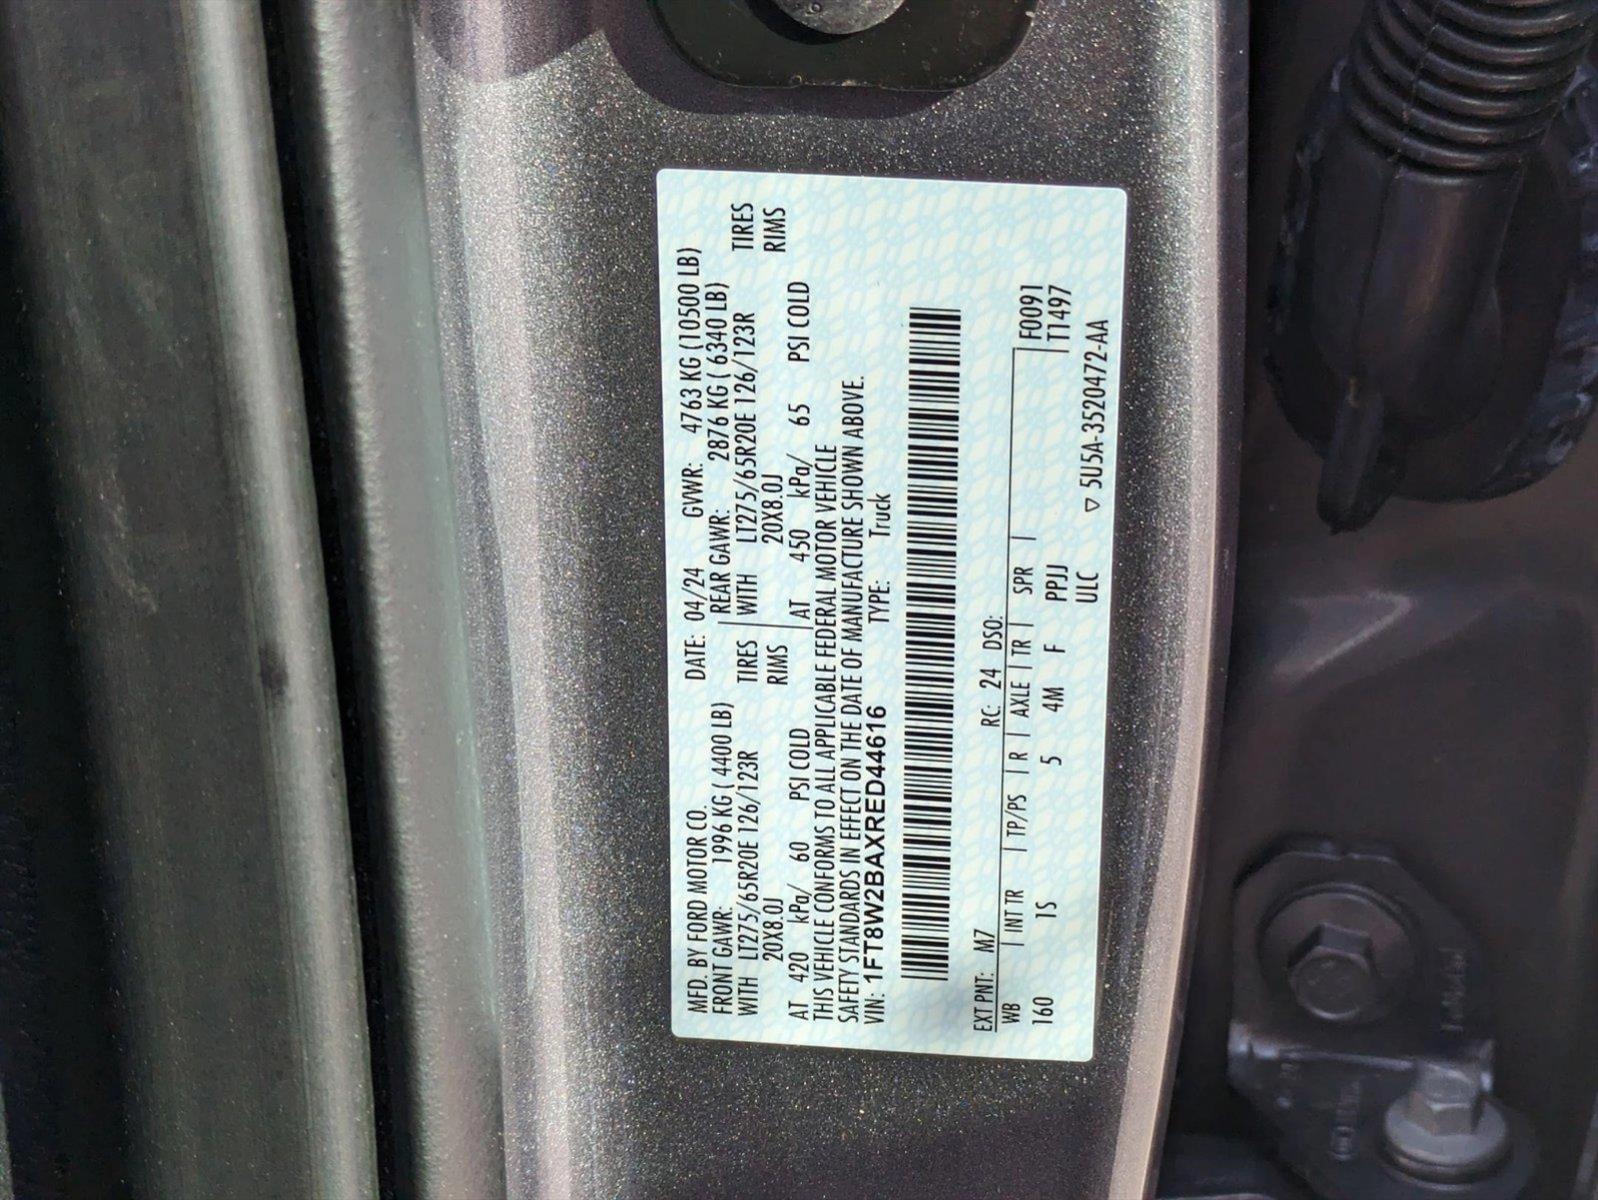 MFD. BY FORD MOTOR CO. DATE: 04/24 GVWR: 4763 KG (10500 LB)
FRONT GAWR: 1996 KG ( 4400 LB) REAR GAWR: 2876 KG ( 6340 LB)
WITH LT275/65R20E 126/123R TIRES WITH LT275/65R20E 126/123R TIRES
20X8.0J RIMS 20X8.0J RIMS
AT 420 kPa/ 60 PSI COLD AT 450 kPa/ 65 PSI COLD
THIS VEHICLE CONFORMS TO ALL APPLICABLE FEDERAL MOTOR VEHICLE
SAFETY STANDARDS IN EFFECT ON THE DATE OF MANUFACTURE SHOWN ABOVE.
VIN: 1FT8W2BAXRED44616 TYPE: Truck
EXT PNT: M7 RC: 24 DSO:
WB INT TR TP/PS R AXLE TR SPR F0091
160 1S 5 4M F PPJJ T1497
ULC
▽ 5U5A-3520472-AA